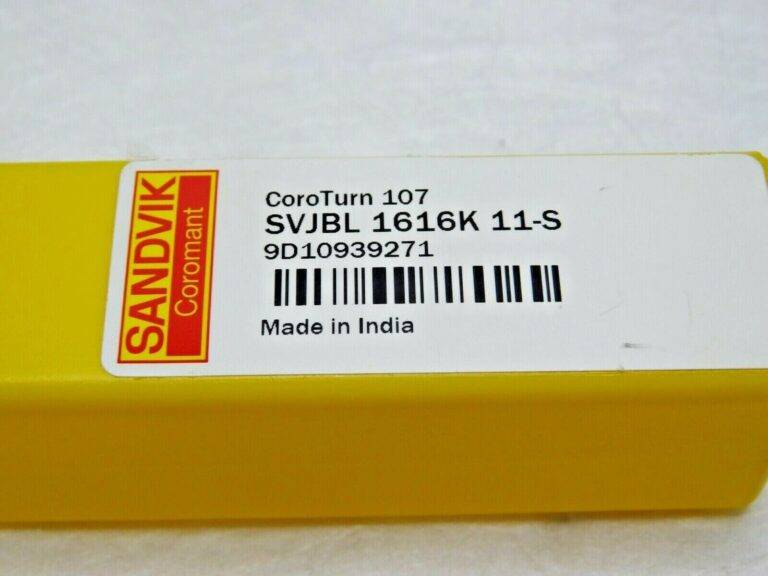 SANDVIK
Coromant
CoroTurn 107
SVJBL 1616K 11-S
9D10939271
Made in India